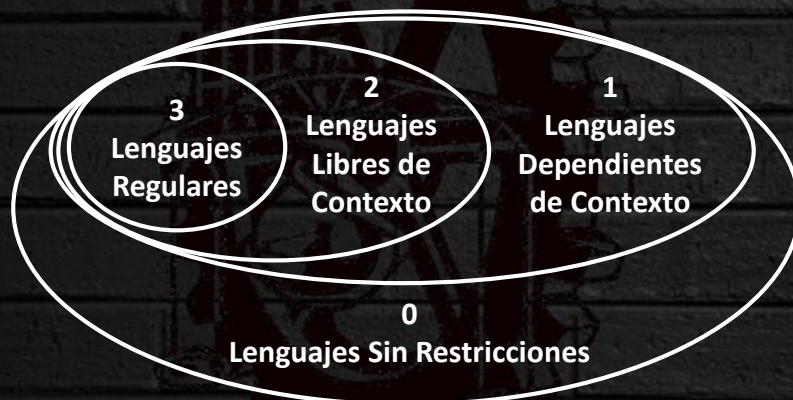 3
Lenguajes
Regulares
2
Lenguajes
Libres de
Contexto
1
Lenguajes
Dependientes
de Contexto
0
Lenguajes Sin Restricciones